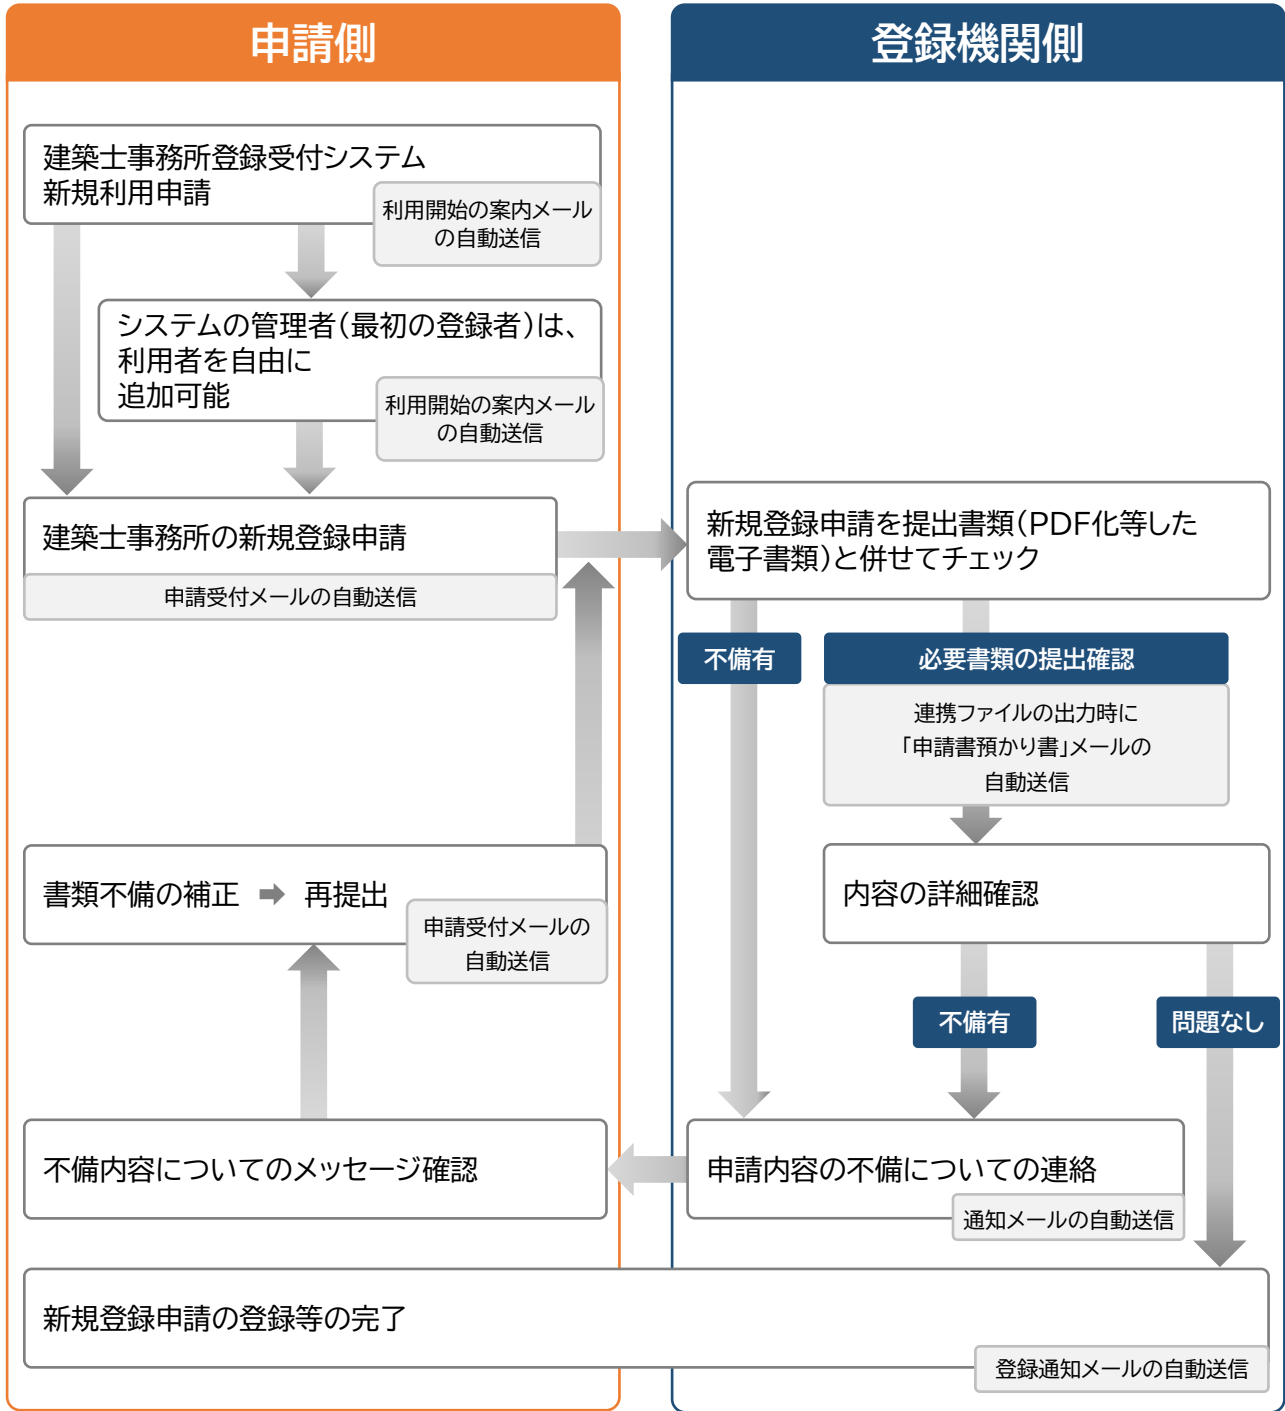 申請側
登録機関側
建築士事務所登録受付システム
新規利用申請
利用開始の案内メール
の自動送信
システムの管理者（最初の登録者）は、
利用者を自由に
追加可能
利用開始の案内メール
の自動送信
建築士事務所の新規登録申請
申請受付メールの自動送信
新規登録申請を提出書類（PDF化等した
電子書類）と併せてチェック
不備有
必要書類の提出確認
連携ファイルの出力時に
「申請書預かり書」メールの
自動送信
書類不備の補正 ➡ 再提出
申請受付メールの
自動送信
内容の詳細確認
不備有
問題なし
不備内容についてのメッセージ確認
申請内容の不備についての連絡
通知メールの自動送信
新規登録申請の登録等の完了
登録通知メールの自動送信